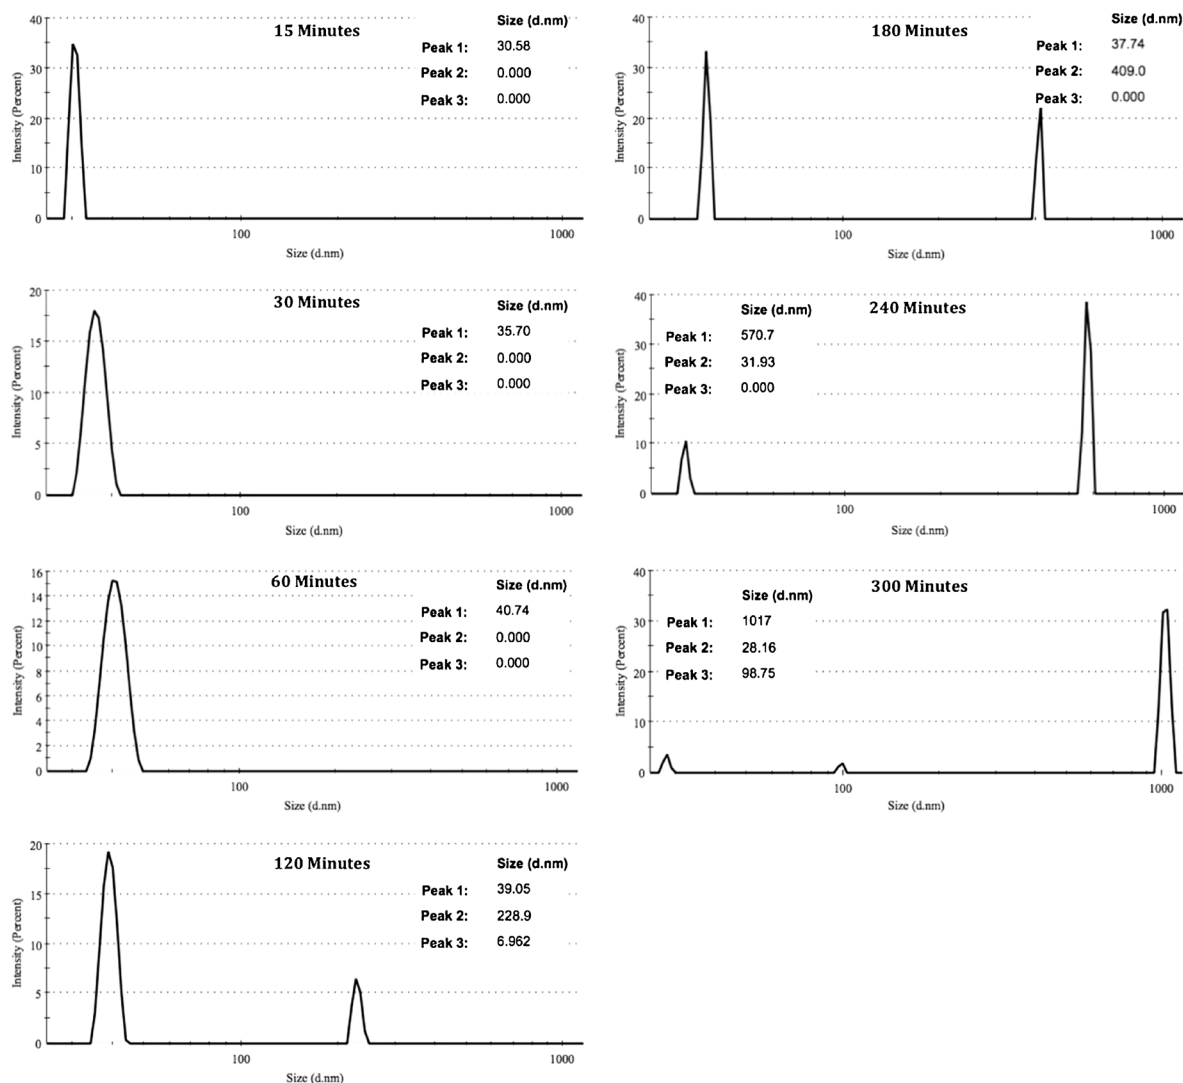 15 Minutes
Size (d.nm)
Peak 1: 30.58
Peak 2: 0.000
Peak 3: 0.000
Intensity (Percent)
40
30
20
10
0
100 1000
Size (d.nm)
30 Minutes
Size (d.nm)
Peak 1: 35.70
Peak 2: 0.000
Peak 3: 0.000
Intensity (Percent)
20
15
10
5
0
100 1000
Size (d.nm)
60 Minutes
Size (d.nm)
Peak 1: 40.74
Peak 2: 0.000
Peak 3: 0.000
Intensity (Percent)
16
14
12
10
8
6
4
2
0
100 1000
Size (d.nm)
120 Minutes
Size (d.nm)
Peak 1: 39.05
Peak 2: 228.9
Peak 3: 6.962
Intensity (Percent)
20
15
10
5
0
100 1000
Size (d.nm)
180 Minutes
Size (d.nm)
Peak 1: 37.74
Peak 2: 409.0
Peak 3: 0.000
Intensity (Percent)
40
30
20
10
0
100 1000
Size (d.nm)
240 Minutes
Size (d.nm)
Peak 1: 570.7
Peak 2: 31.93
Peak 3: 0.000
Intensity (Percent)
40
30
20
10
0
100 1000
Size (d.nm)
300 Minutes
Size (d.nm)
Peak 1: 1017
Peak 2: 28.16
Peak 3: 98.75
Intensity (Percent)
40
30
20
10
0
100 1000
Size (d.nm)